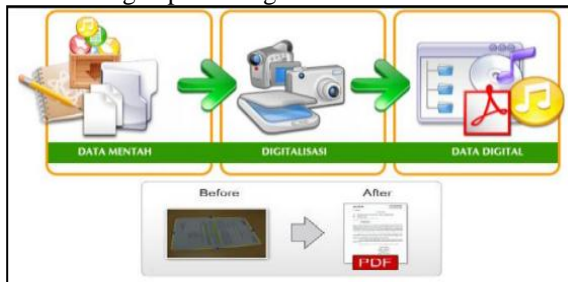 DATA MENTAH
DIGITALISASI
DATA DIGITAL
Before
After
PDF